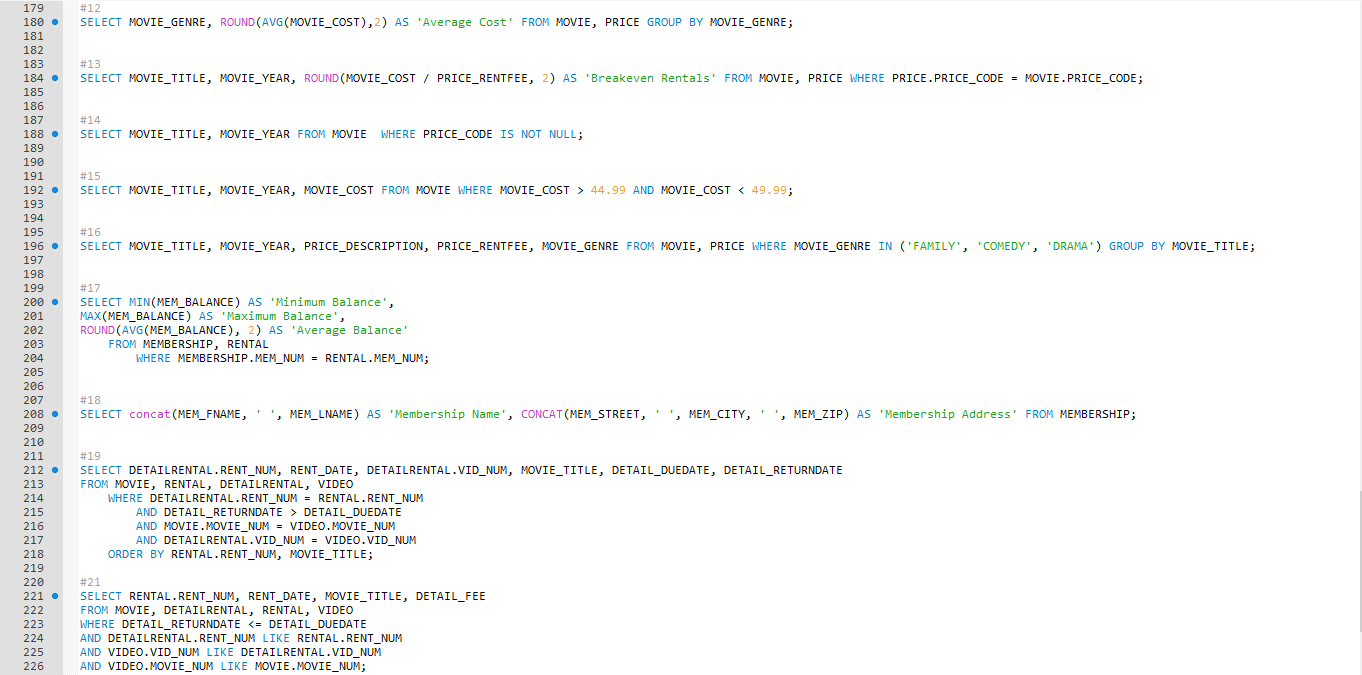 179 #12
180 SELECT MOVIE_GENRE, ROUND(AVG(MOVIE_COST),2) AS 'Average Cost' FROM MOVIE, PRICE GROUP BY MOVIE_GENRE;
181
182
183 #13
184 SELECT MOVIE_TITLE, MOVIE_YEAR, ROUND(MOVIE_COST / PRICE_RENTFEE, 2) AS 'Breakeven Rentals' FROM MOVIE, PRICE WHERE PRICE.PRICE_CODE = MOVIE.PRICE_CODE;
185
186
187 #14
188 SELECT MOVIE_TITLE, MOVIE_YEAR FROM MOVIE  WHERE PRICE_CODE IS NOT NULL;
189
190
191 #15
192 SELECT MOVIE_TITLE, MOVIE_YEAR, MOVIE_COST FROM MOVIE WHERE MOVIE_COST > 44.99 AND MOVIE_COST < 49.99;
193
194
195 #16
196 SELECT MOVIE_TITLE, MOVIE_YEAR, PRICE_DESCRIPTION, PRICE_RENTFEE, MOVIE_GENRE FROM MOVIE, PRICE WHERE MOVIE_GENRE IN ('FAMILY', 'COMEDY', 'DRAMA') GROUP BY MOVIE_TITLE;
197
198
199 #17
200 SELECT MIN(MEM_BALANCE) AS 'Minimum Balance',
201 MAX(MEM_BALANCE) AS 'Maximum Balance',
202 ROUND(AVG(MEM_BALANCE), 2) AS 'Average Balance'
203     FROM MEMBERSHIP, RENTAL
204         WHERE MEMBERSHIP.MEM_NUM = RENTAL.MEM_NUM;
205
206
207 #18
208 SELECT concat(MEM_FNAME, ' ', MEM_LNAME) AS 'Membership Name', CONCAT(MEM_STREET, ' ', MEM_CITY, ' ', MEM_ZIP) AS 'Membership Address' FROM MEMBERSHIP;
209
210
211 #19
212 SELECT DETAILRENTAL.RENT_NUM, RENT_DATE, DETAILRENTAL.VID_NUM, MOVIE_TITLE, DETAIL_DUEDATE, DETAIL_RETURNDATE
213 FROM MOVIE, RENTAL, DETAILRENTAL, VIDEO
214     WHERE DETAILRENTAL.RENT_NUM = RENTAL.RENT_NUM
215         AND DETAIL_RETURNDATE > DETAIL_DUEDATE
216         AND MOVIE.MOVIE_NUM = VIDEO.MOVIE_NUM
217         AND DETAILRENTAL.VID_NUM = VIDEO.VID_NUM
218     ORDER BY RENTAL.RENT_NUM, MOVIE_TITLE;
219
220 #21
221 SELECT RENTAL.RENT_NUM, RENT_DATE, MOVIE_TITLE, DETAIL_FEE
222 FROM MOVIE, DETAILRENTAL, RENTAL, VIDEO
223 WHERE DETAIL_RETURNDATE <= DETAIL_DUEDATE
224 AND DETAILRENTAL.RENT_NUM LIKE RENTAL.RENT_NUM
225 AND VIDEO.VID_NUM LIKE DETAILRENTAL.VID_NUM
226 AND VIDEO.MOVIE_NUM LIKE MOVIE.MOVIE_NUM;